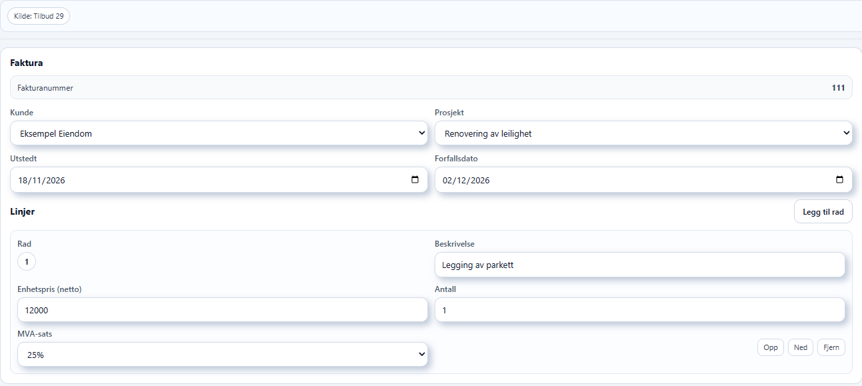 Kilde: Tilbud 29
Faktura
Fakturanummer 111
Kunde Prosjekt
Eksempel Eiendom Renovering av leilighet
Utstedt Forfallsdato
18/11/2026 02/12/2026
Linjer Legg til rad
Rad Beskrivelse
1 Legging av parkett
Enhetspris (netto) Antall
12000 1
MVA-sats
25% Opp Ned Fjern